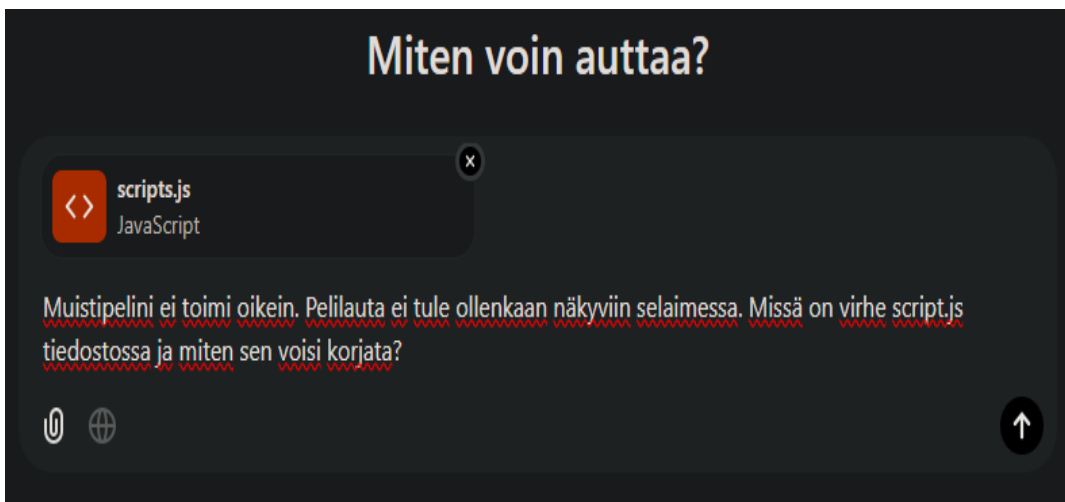 Miten voin auttaa?
scripts.js
JavaScript
Muistipelini ei toimi oikein. Pelilauta ei tule ollenkaan näkyviin selaimessa. Missä on virhe script.js
tiedostossa ja miten sen voisi korjata?